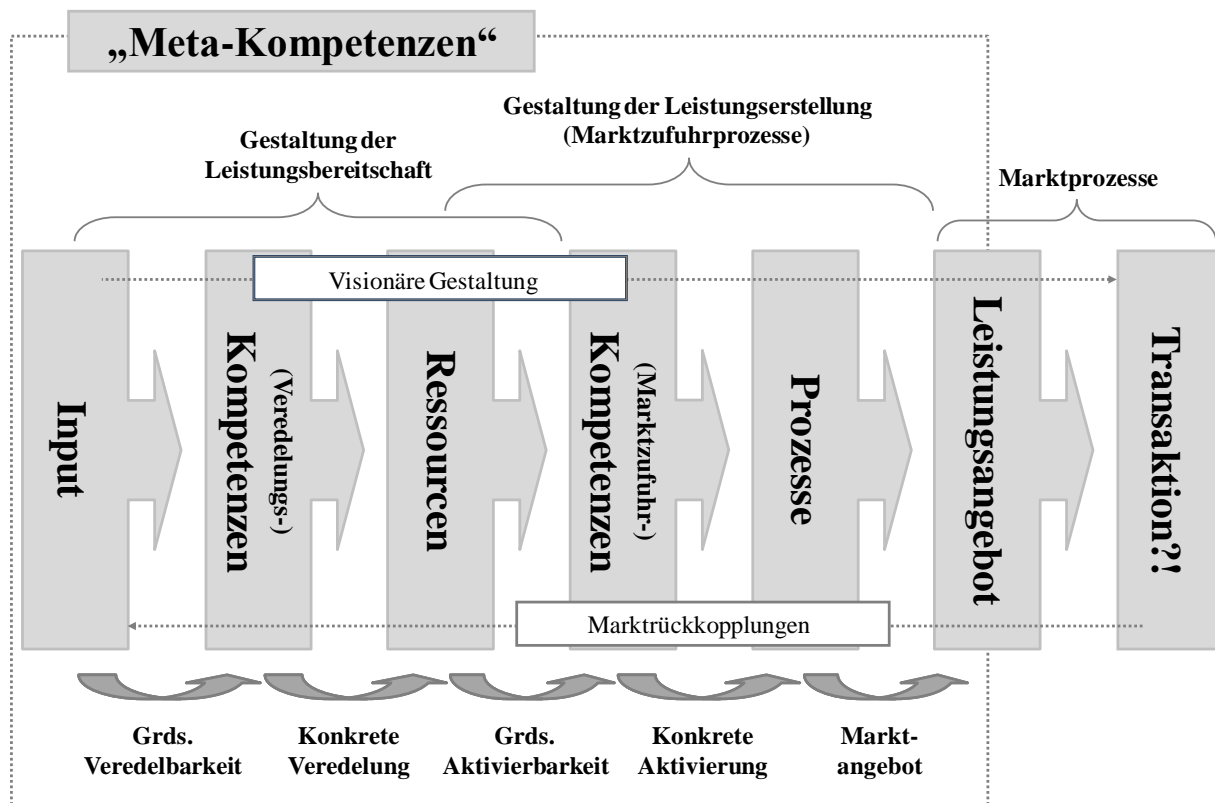 „Meta-Kompetenzen“
Gestaltung der Leistungserstellung
(Marktzufuhrprozesse)
Gestaltung der
Leistungsbereitschaft
Marktprozesse
Visionäre Gestaltung
Input
Kompetenzen
(Veredelungs-)
Ressourcen
Kompetenzen
(Marktzufuhr-)
Prozesse
Leistungsangebot
Transaktion?!
Marktrückkopplungen
Grds.
Veredelbarkeit
Konkrete
Veredelung
Grds.
Aktivierbarkeit
Konkrete
Aktivierung
Markt-
angebot